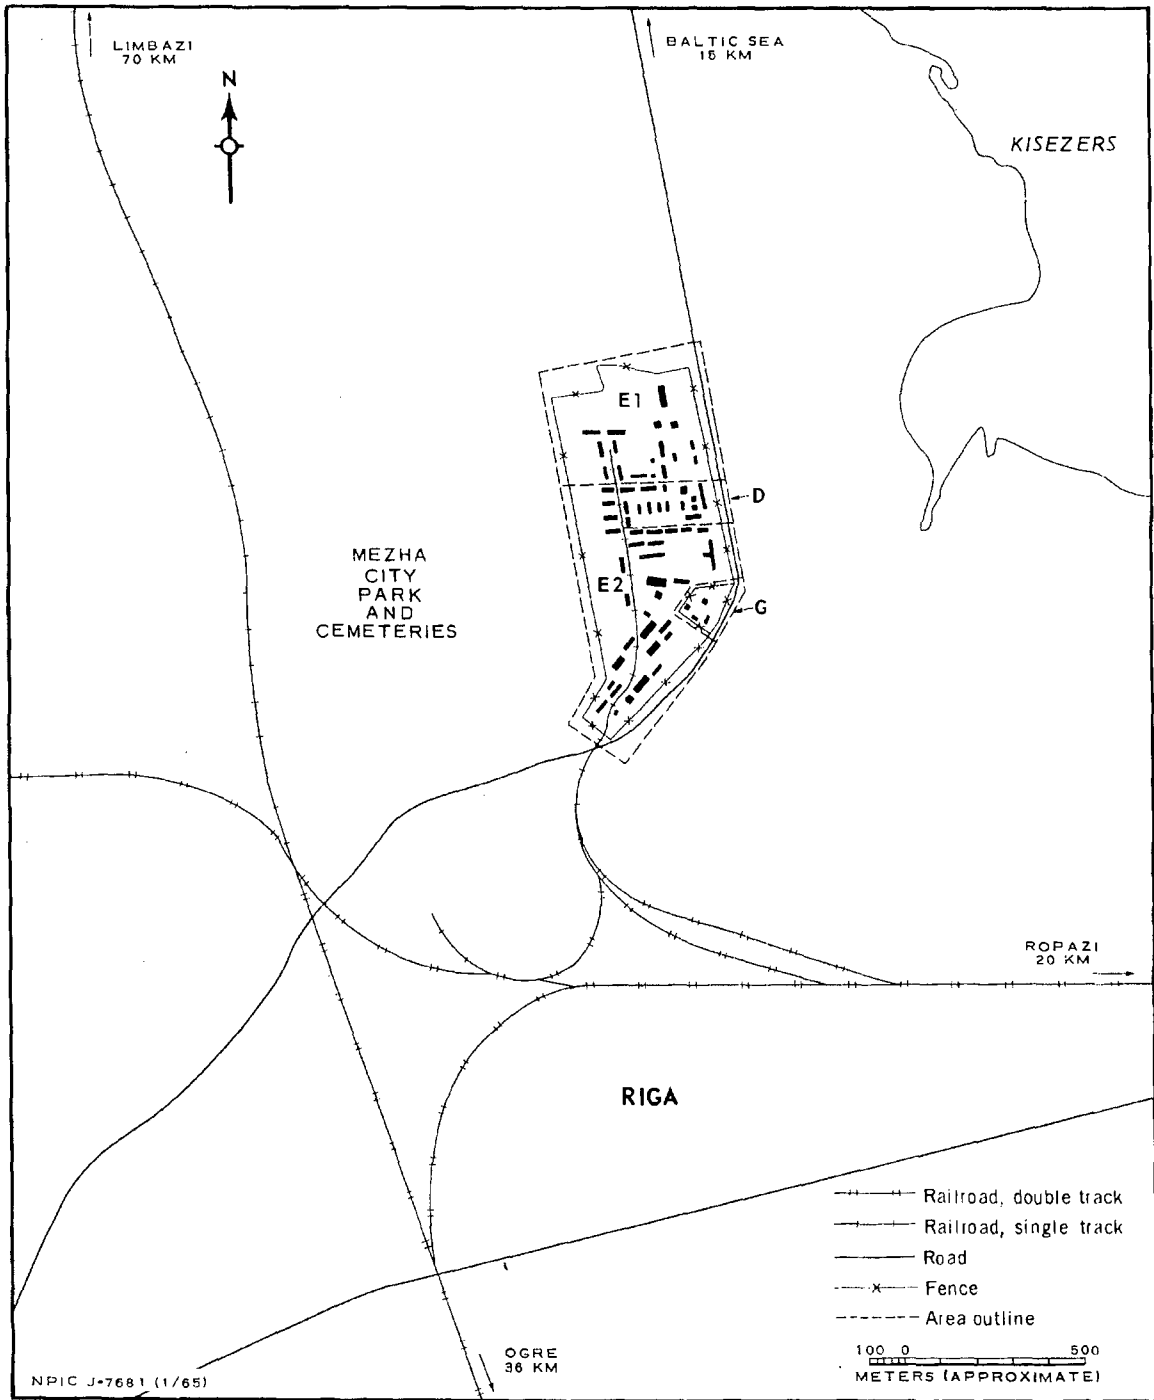 LIMBAZI
70 KM
BALTIC SEA
15 KM
N
KISEZERS
E1
D
MEZHA
CITY
PARK
AND
CEMETERIES
E2
G
ROPAZI
20 KM
RIGA
Railroad, double track
Railroad, single track
Road
Fence
Area outline
100 0 500
METERS (APPROXIMATE)
OGRE
36 KM
NPIC J-7681 (1/65)